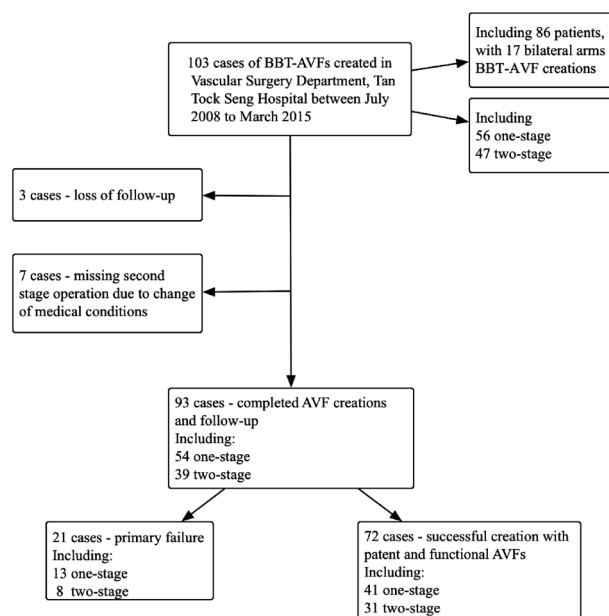 103 cases of BBT-AVFs created in
Vascular Surgery Department, Tan
Tock Seng Hospital between July
2008 to March 2015
Including 86 patients,
with 17 bilateral arms
BBT-AVF creations
Including
56 one-stage
47 two-stage
3 cases - loss of follow-up
7 cases - missing second
stage operation due to change
of medical conditions
93 cases - completed AVF creations
and follow-up
Including:
54 one-stage
39 two-stage
21 cases - primary failure
Including:
13 one-stage
8 two-stage
72 cases - successful creation with
patent and functional AVFs
Including:
41 one-stage
31 two-stage